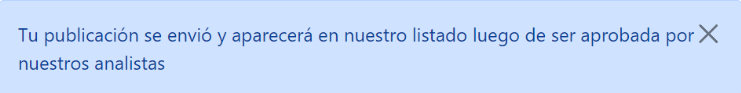 Tu publicación se envió y aparecerá en nuestro listado luego de ser aprobada por
nuestros analistas